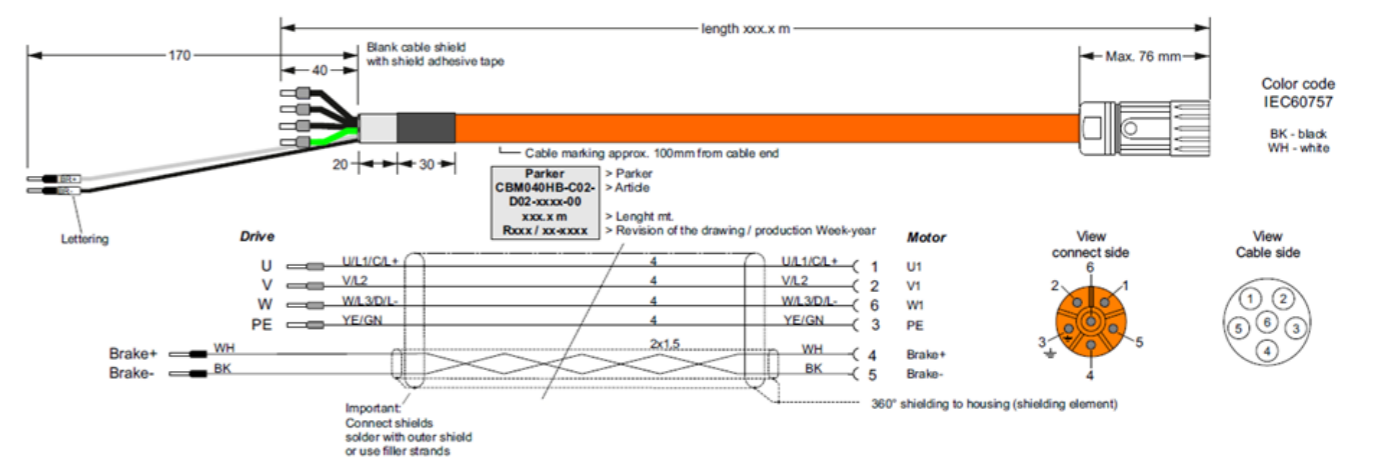 length xxx.x m
170
Blank cable shield
with shield adhesive tape
40
Max. 76 mm
Color code
IEC60757
BK - black
WH - white
20
30
Cable marking approx. 100mm from cable end
BR+
BR-
Lettering
Parker > Parker
CBM040HB-C02- > Article
D02-xxxx-00
xxx.x m > Lenght mt.
Rxxx / xx-xxxx > Revision of the drawing / production Week-year
Drive
Motor
View
connect side
View
Cable side
U U/L1/C/L+ 4 U/L1/C/L+ 1 U1
V V/L2 4 V/L2 2 V1
W W/L3/D/L- 4 W/L3/D/L- 6 W1
PE YE/GN 4 YE/GN 3 PE
2x1,5
Brake+ WH WH 4 Brake+
Brake- BK BK 5 Brake-
6
2 1
3 5
4
1 2
5 6 3
4
360° shielding to housing (shielding element)
Important:
Connect shields
solder with outer shield
or use filler strands